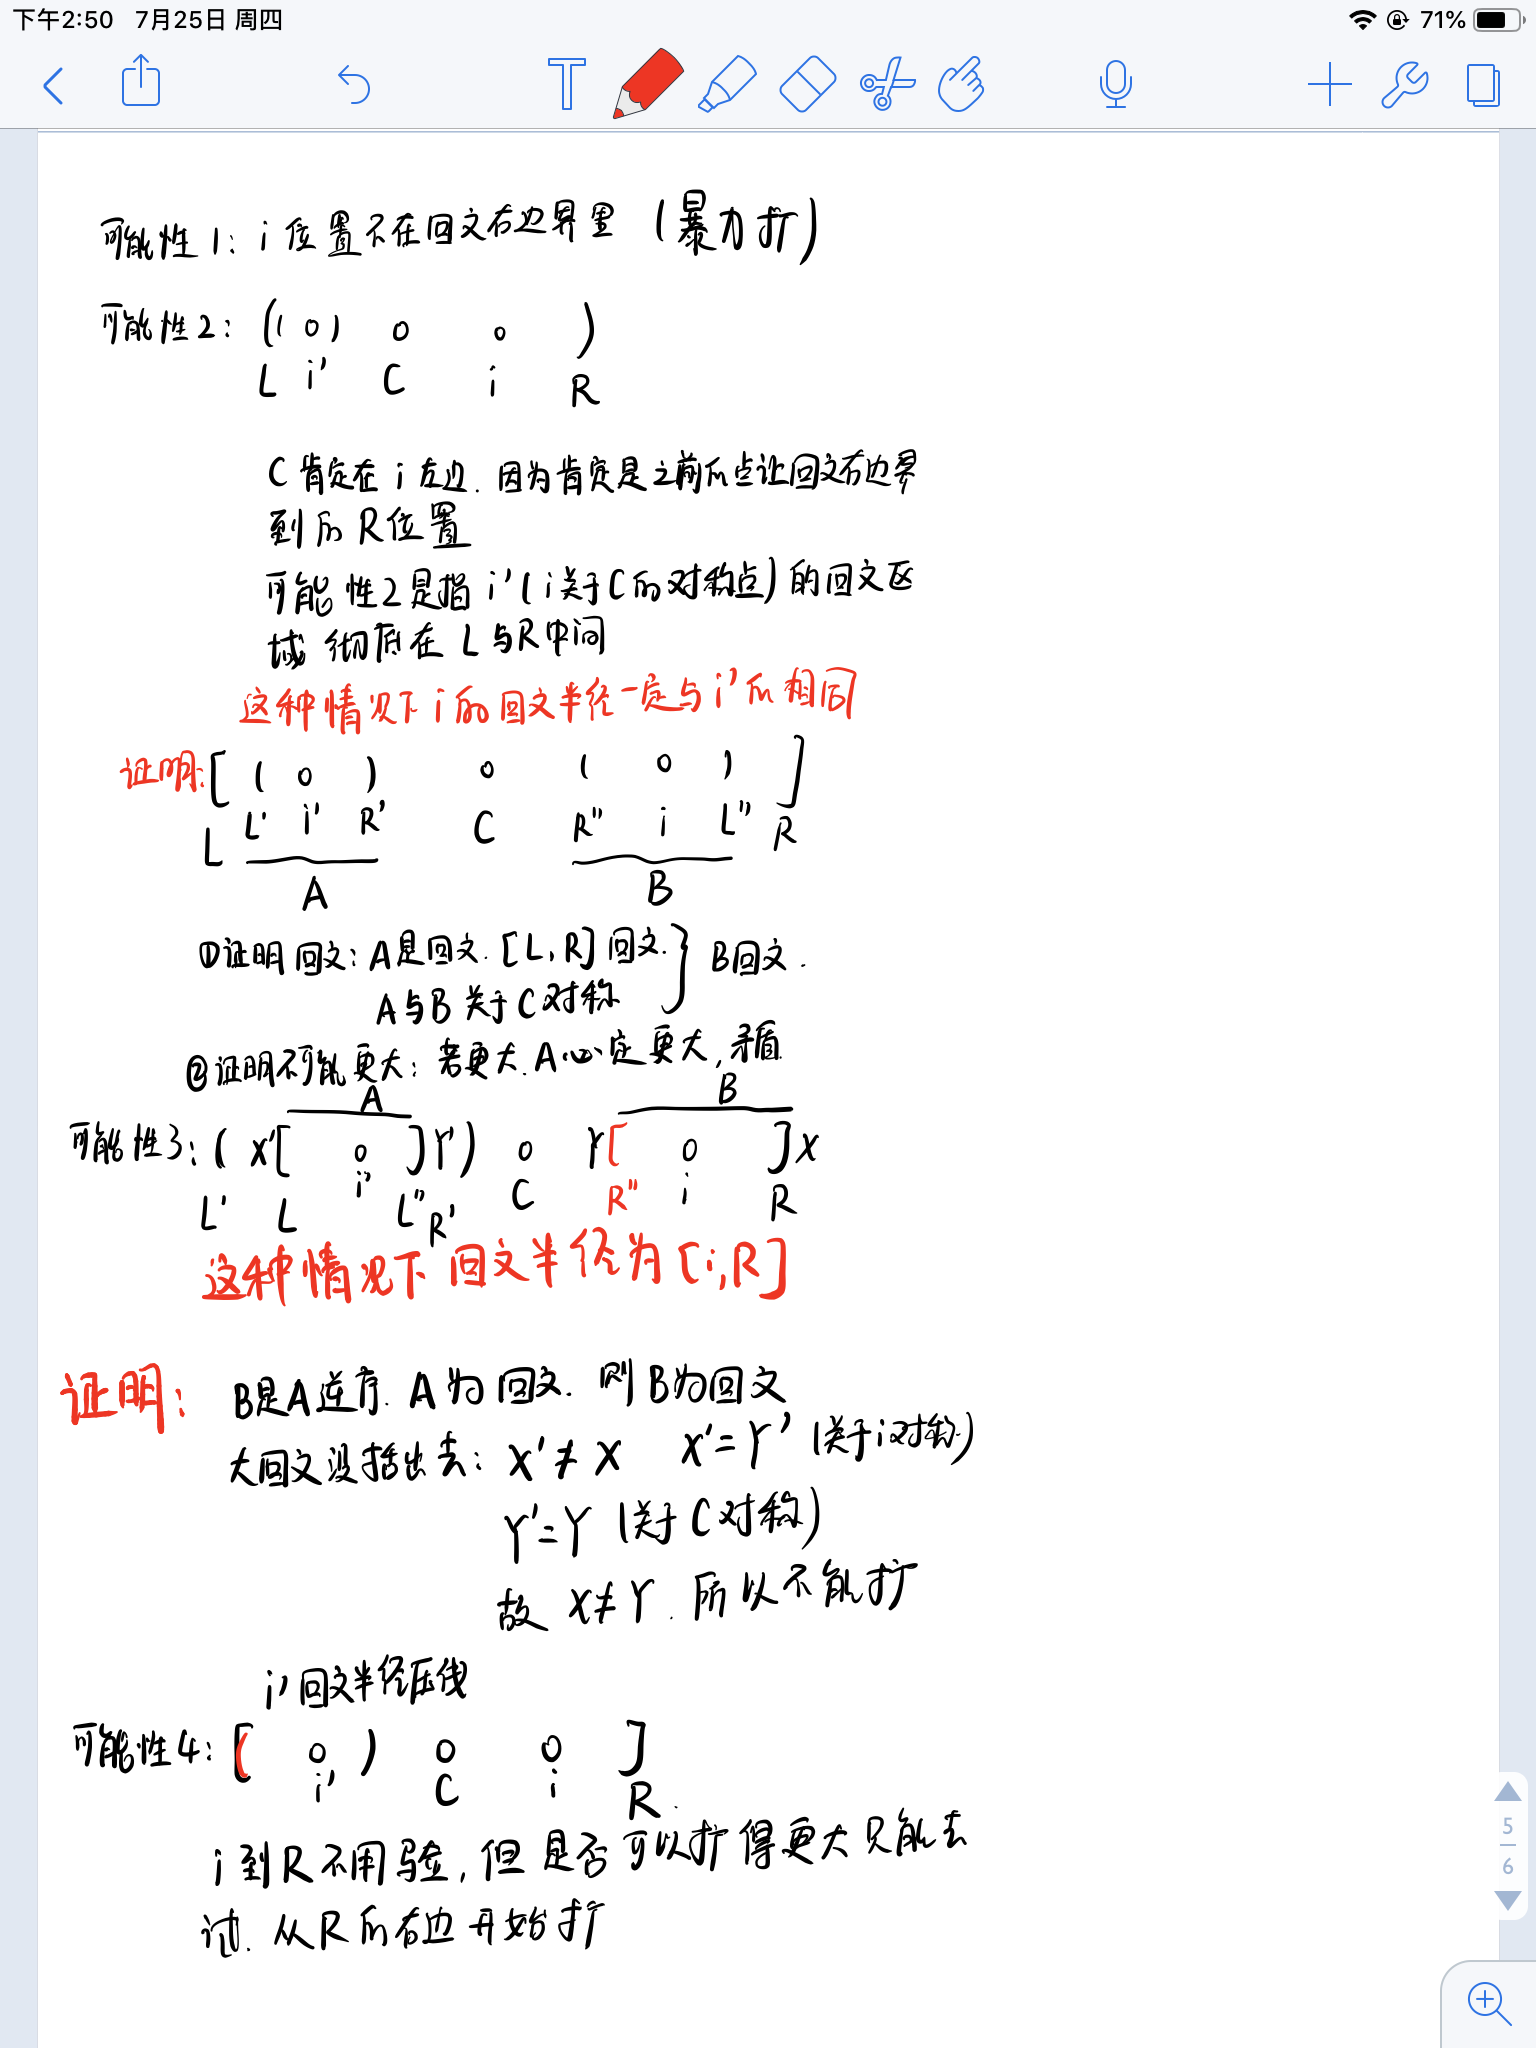 下午2:50 7月25日 周四 71%
可能性1: i 位置不在回文右边界里 (暴力扩)
可能性2: ( ( o ) o o )
L i' C i R
C 肯定在 i 左边. 因为肯定是之前的点让回文右边界
到的 R 位置
可能性2是指 i' ( i 关于 C 的对称点) 的回文区
域 彻底在 L 与 R 中间
这种情况下 i 的回文半径一定与 i' 的相同
证明: [ ( o ) o ( o ) ]
L L' i' R' C R'' i L'' R
A B
①证明回文: A是回文. [L,R] 回文. } B回文.
A与B关于C对称
②证明不可能更大: 若更大. A必定更大, 矛盾.
A B
可能性3: ( X' [ o ] Y' ) o Y [ o ] X
L' L i' L'' R' C R'' i R
这种情况下 回文半径为 [i,R]
证明: B是A逆序. A为回文. 则B为回文
大回文没括出去: X' ≠ X X' = Y' (关于 i 对称)
Y' = Y (关于 C 对称)
故 X ≠ Y. 所以不能扩
i' 回文半径压线
可能性4: [ ( o ) o o ]
i' C i R.
i 到 R 不用验, 但是否可以扩得更大只能去
试. 从R的右边开始扩
5
6